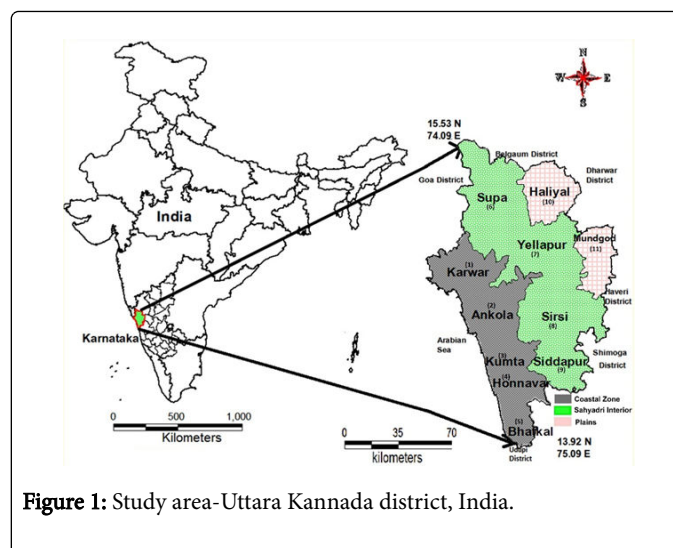 N
W E
S
15.53 N
74.09 E
Belgaum District
Goa District
Dharwar
District
India
Supa
(6)
Haliyal
(10)
Yellapur
(7)
Mundgod
(11)
Karwar
(1)
Haveri
District
Ankola
(2)
Sirsi
(8)
Karnataka
Arabian
Sea
Kumta
(3)
Siddapur
(9)
Shimoga
District
(4)
Honnavar
Coastal Zone
Sahyadri Interior
Plains
(5)
Bhatkal
Udupi
District
13.92 N
75.09 E
0 500 1,000
Kilometers
0 35 70
kilometers
Figure 1: Study area-Uttara Kannada district, India.